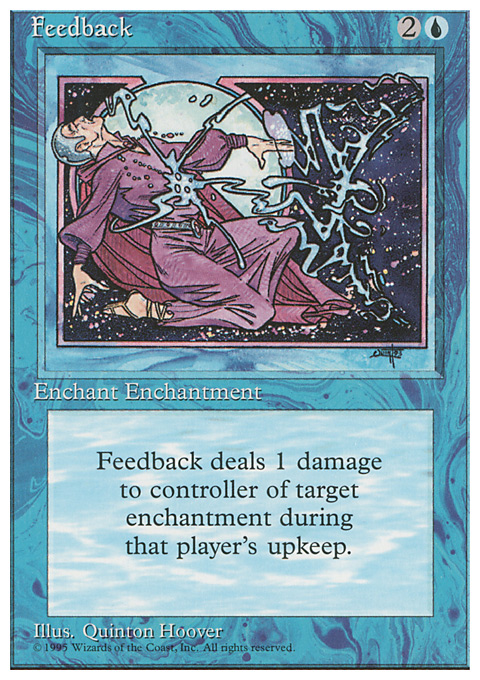 Feedback 2
Enchant Enchantment
Feedback deals 1 damage
to controller of target
enchantment during
that player's upkeep.
Illus. Quinton Hoover
© 1995 Wizards of the Coast, Inc. All rights reserved.